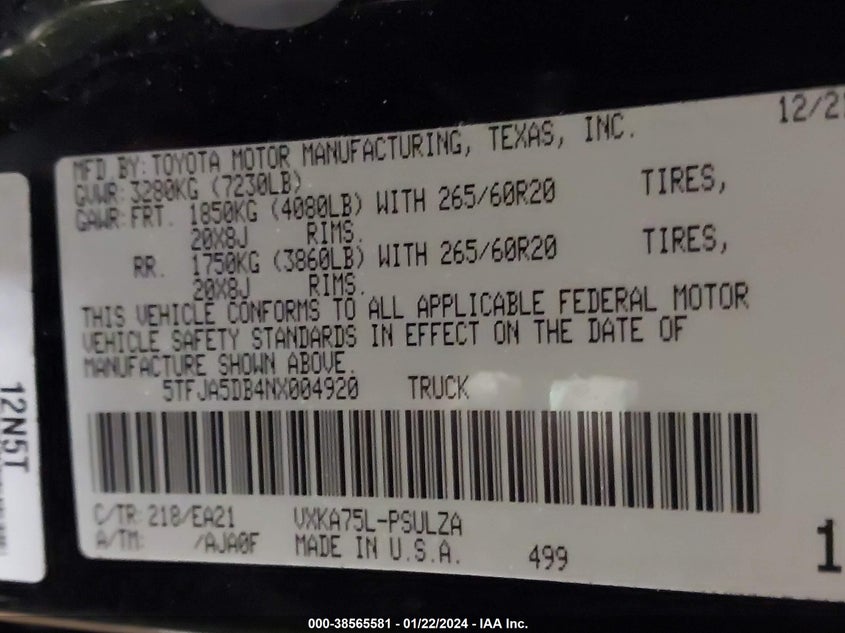 12/21
MFD.BY:TOYOTA MOTOR MANUFACTURING, TEXAS, INC.
GVWR:3280KG (7230LB)
GAWR:FRT. 1850KG (4080LB) WITH 265/60R20 TIRES,
20X8J RIMS.
RR. 1750KG (3860LB) WITH 265/60R20 TIRES,
20X8J RIMS.
THIS VEHICLE CONFORMS TO ALL APPLICABLE FEDERAL MOTOR
VEHICLE SAFETY STANDARDS IN EFFECT ON THE DATE OF
MANUFACTURE SHOWN ABOVE.
5TFJA5DB4NX004920 TRUCK
C/TR:218/EA21 VXKA75L-PSULZA
A/TM: /AJA0F MADE IN U.S.A. 499
1
12N5T
000-38565581 - 01/22/2024 - IAA Inc.